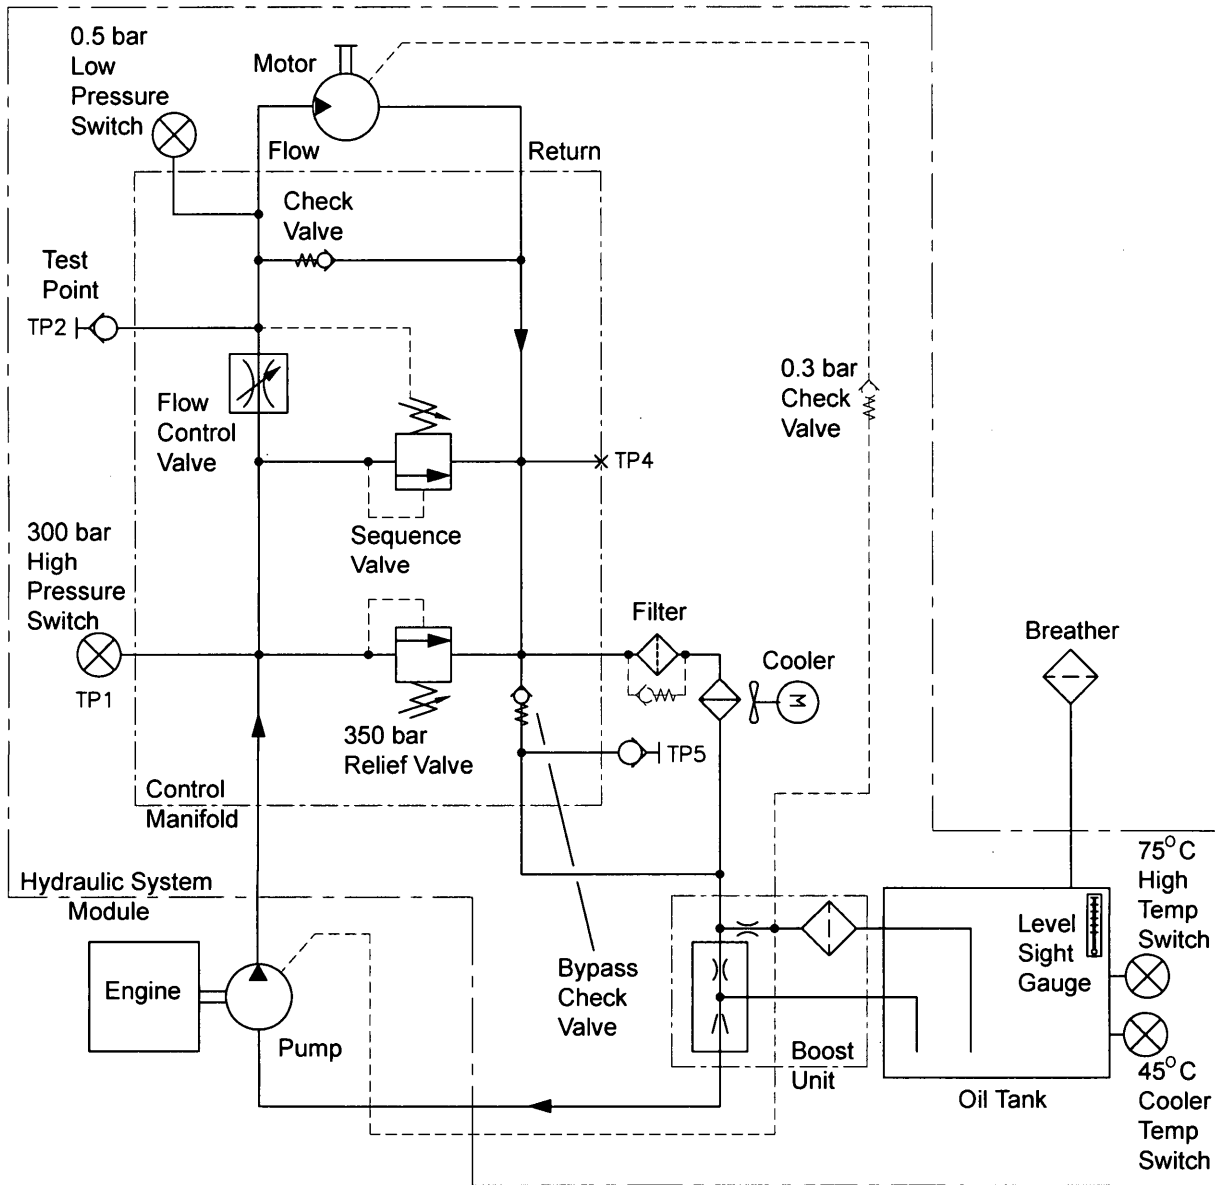 0.5 bar
Low
Pressure
Switch
Motor
Flow
Return
Check
Valve
Test
Point
TP2
Flow
Control
Valve
0.3 bar
Check
Valve
TP4
Sequence
Valve
300 bar
High
Pressure
Switch
TP1
Filter
Breather
Cooler
M
350 bar
Relief Valve
TP5
Control
Manifold
Hydraulic System
Module
75°C
High
Temp
Switch
Level
Sight
Gauge
Engine
Pump
Bypass
Check
Valve
Boost
Unit
Oil Tank
45°C
Cooler
Temp
Switch